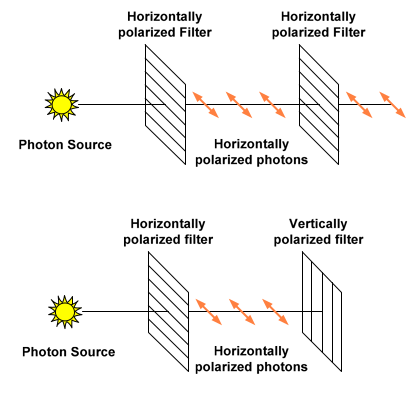 Horizontally
polarized Filter
Horizontally
polarized Filter
Photon Source
Horizontally
polarized photons
Horizontally
polarized filter
Vertically
polarized filter
Photon Source
Horizontally
polarized photons